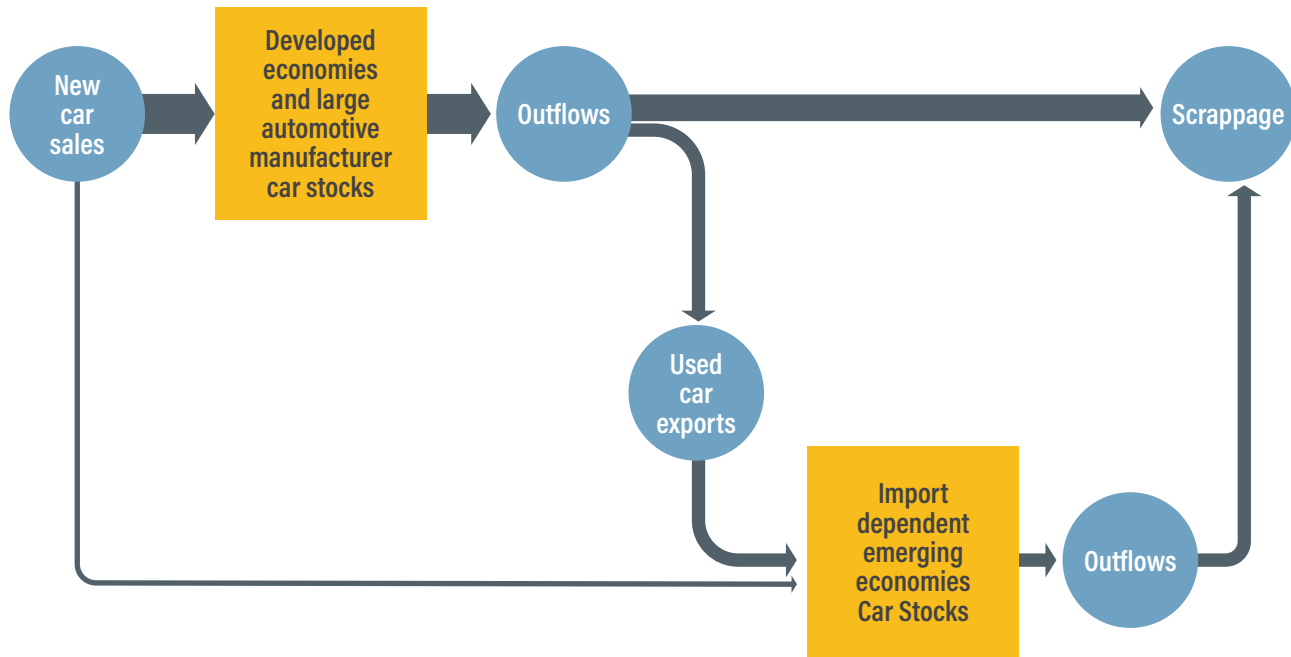 New
car
sales
Developed
economies
and large
automotive
manufacturer
car stocks
Outflows
Scrappage
Used
car
exports
Import
dependent
emerging
economies
Car Stocks
Outflows